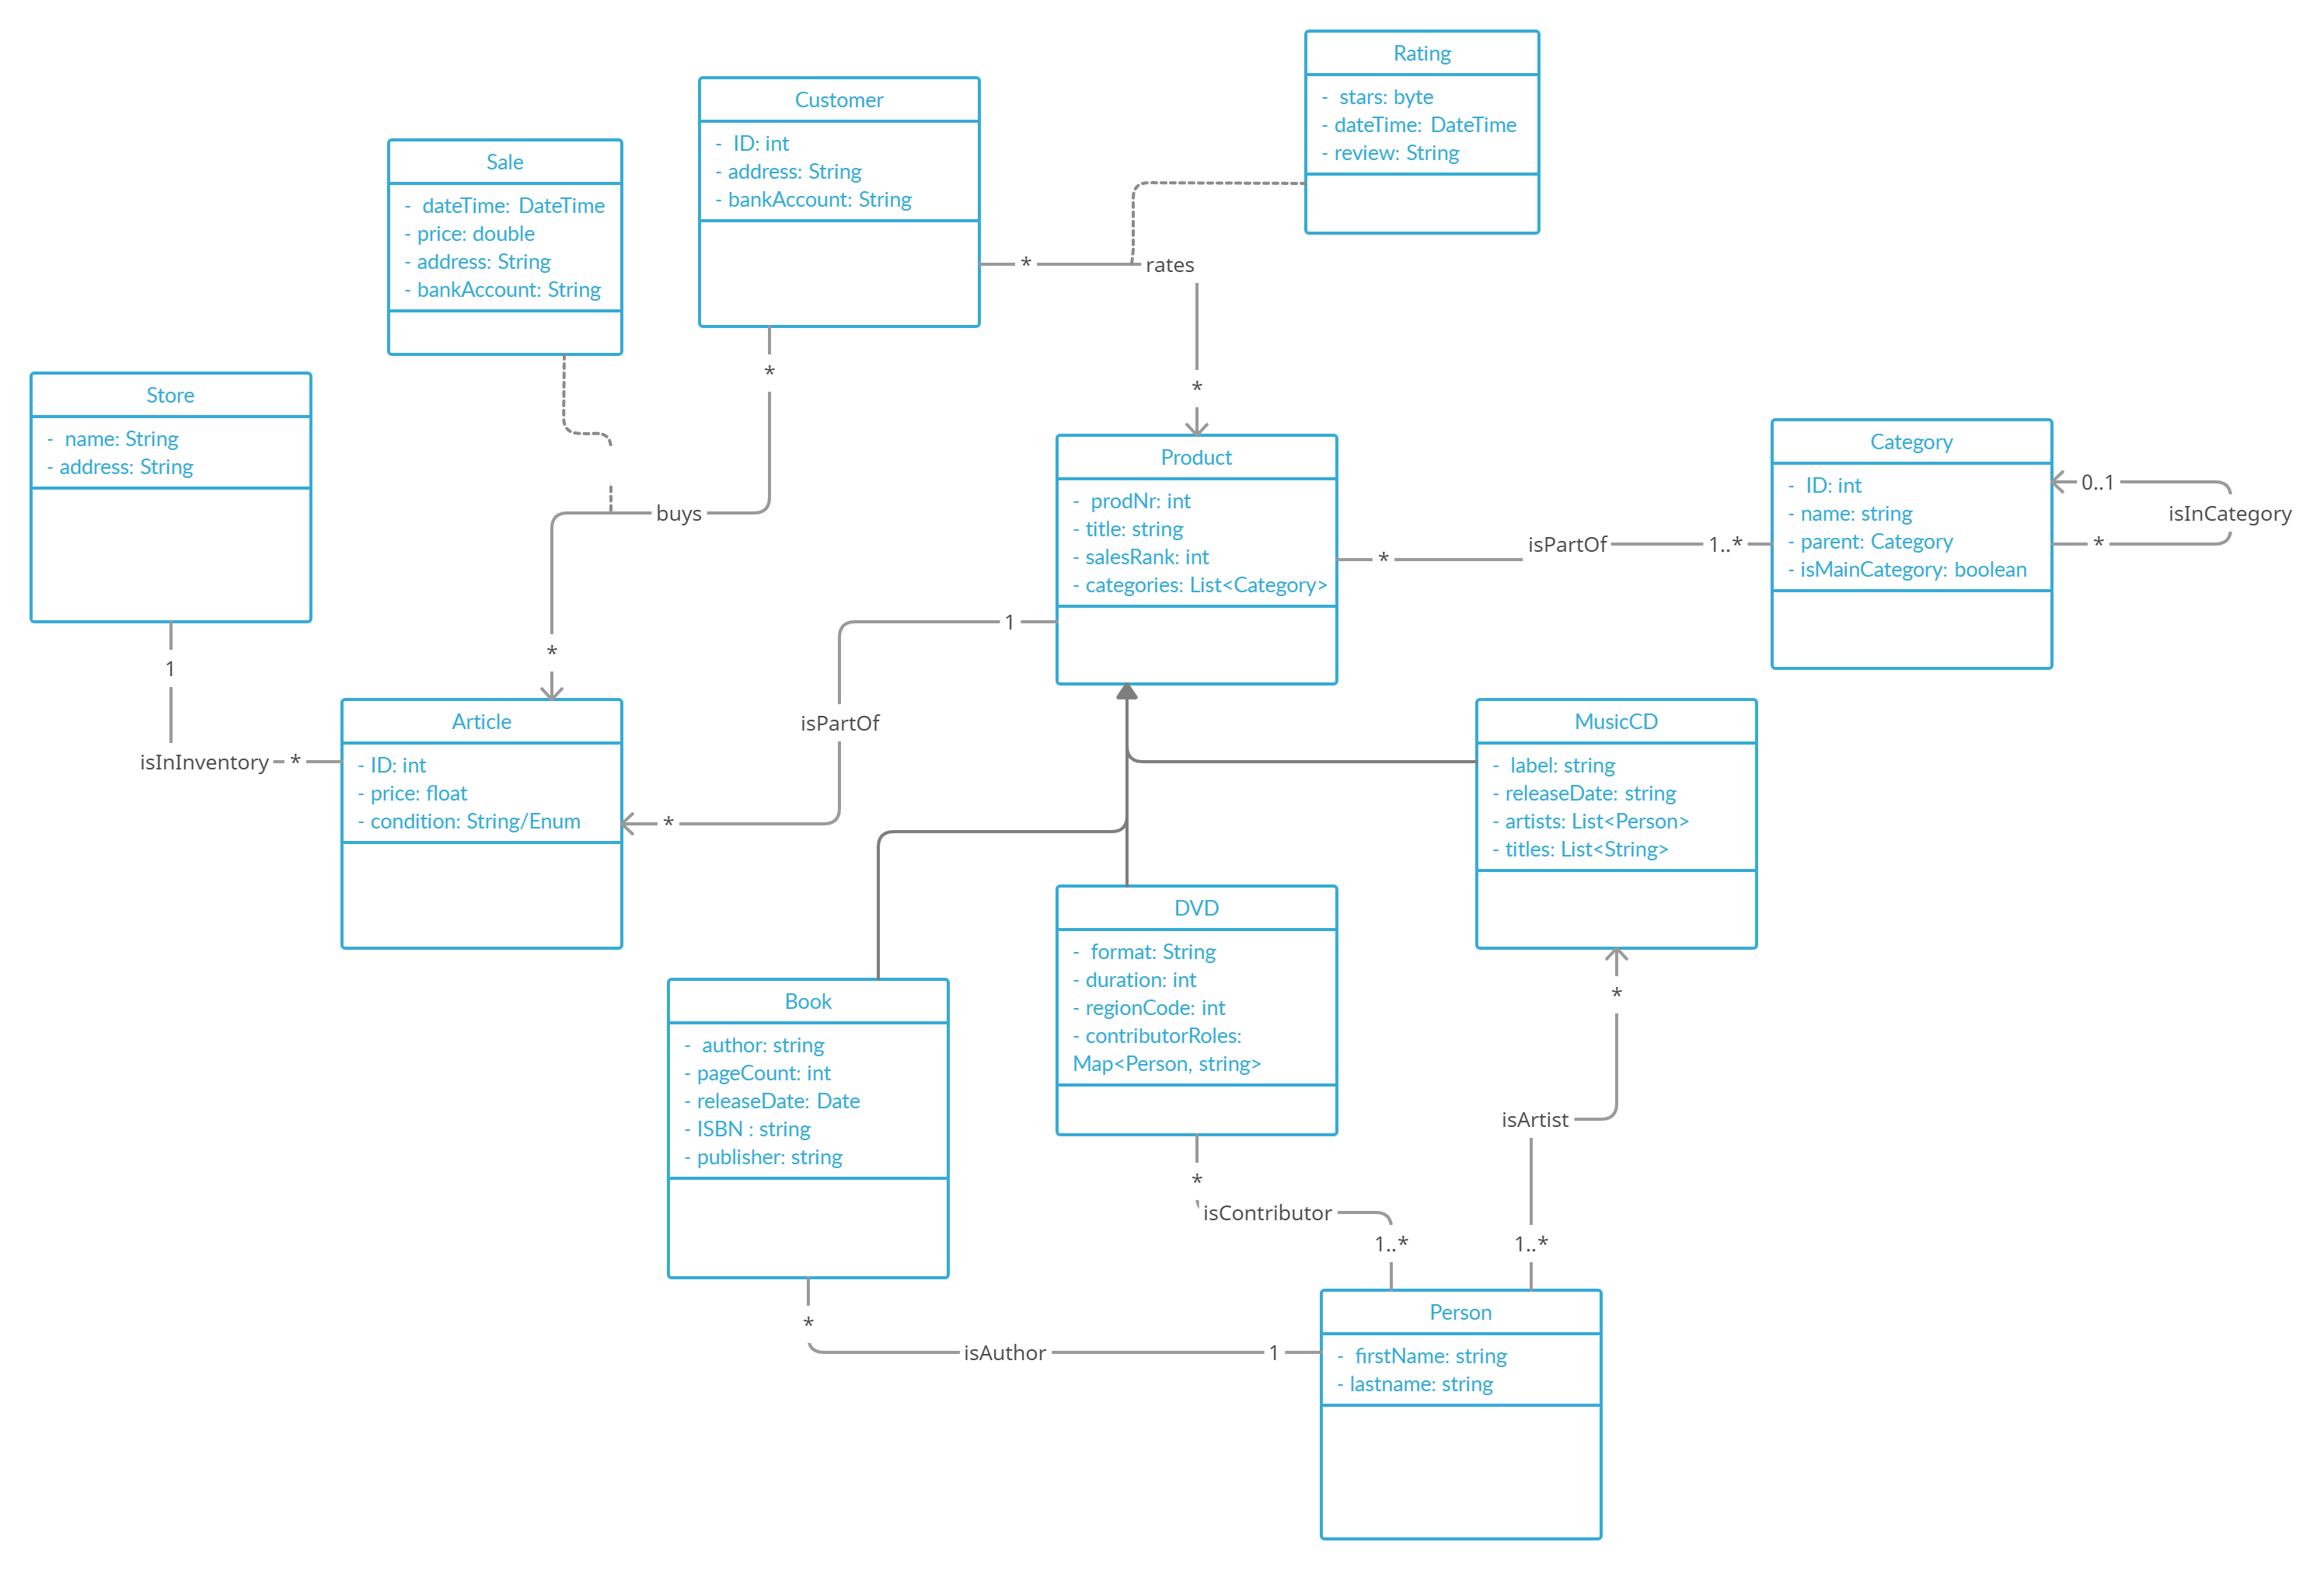 Rating
- stars: byte
- dateTime: DateTime
- review: String
Customer
- ID: int
- address: String
- bankAccount: String
Sale
- dateTime: DateTime
- price: double
- address: String
- bankAccount: String
*
rates
*
*
Store
- name: String
- address: String
Product
- prodNr: int
- title: string
- salesRank: int
- categories: List<Category>
Category
- ID: int
- name: string
- parent: Category
- isMainCategory: boolean
0..1
isInCategory
*
buys
*
isPartOf
1..*
*
1
1
isPartOf
*
isInInventory
*
Article
- ID: int
- price: float
- condition: String/Enum
MusicCD
- label: string
- releaseDate: string
- artists: List<Person>
- titles: List<String>
DVD
- format: String
- duration: int
- regionCode: int
- contributorRoles:
Map<Person, string>
Book
- author: string
- pageCount: int
- releaseDate: Date
- ISBN : string
- publisher: string
*
isArtist
1..*
*
isContributor
1..*
*
isAuthor
1
Person
- firstName: string
- lastname: string